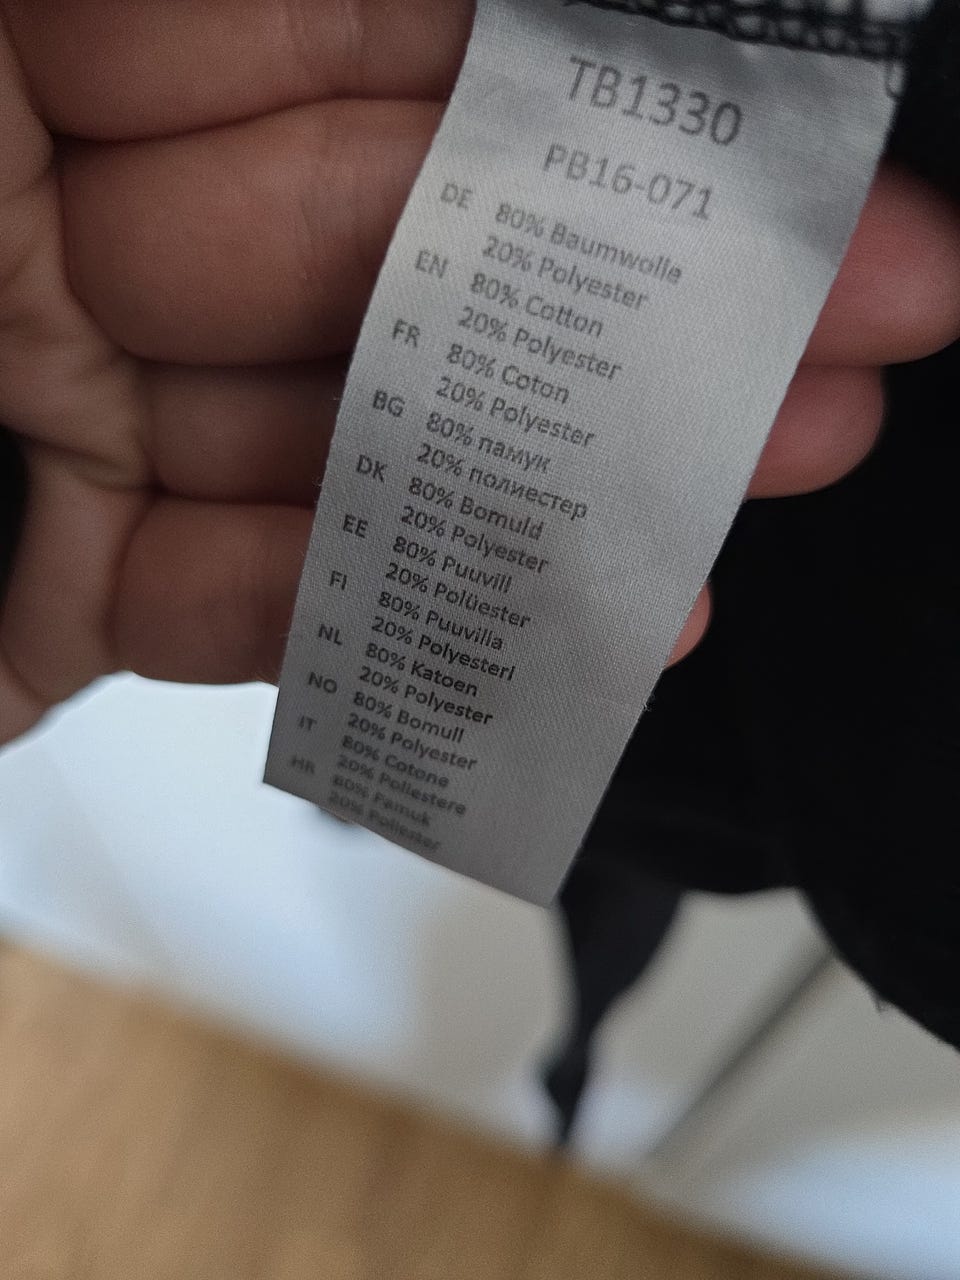 TB1330
PB16-071
DE 80% Baumwolle
20% Polyester
EN 80% Cotton
20% Polyester
FR 80% Coton
20% Polyester
BG 80% памук
20% полиестер
DK 80% Bomuld
20% Polyester
EE 80% Puuvill
20% Polüester
FI 80% Puuvilla
20% Polyesteri
NL 80% Katoen
20% Polyester
NO 80% Bomull
20% Polyester
IT 80% Cotone
20% Poliestere
HR 80% Pamuk
20% Poliester